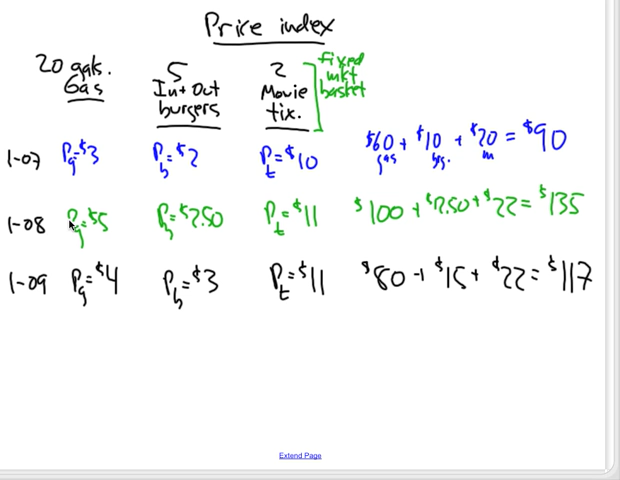 Price index
20 gals. Gas
5 In + Out burgers
2 Movie tix.
fixed mkt basket
1-07 Pg=$3 Pb=$2 Pt=$10 $60 + $10 + $20 = $90
gas bgs. m
1-08 Pg=$5 Pb=$2.50 Pt=$11 $100 + $12.50 + $22 = $135
1-09 Pg=$4 Pb=$3 Pt=$11 $80 + $15 + $22 = $117
Extend Page